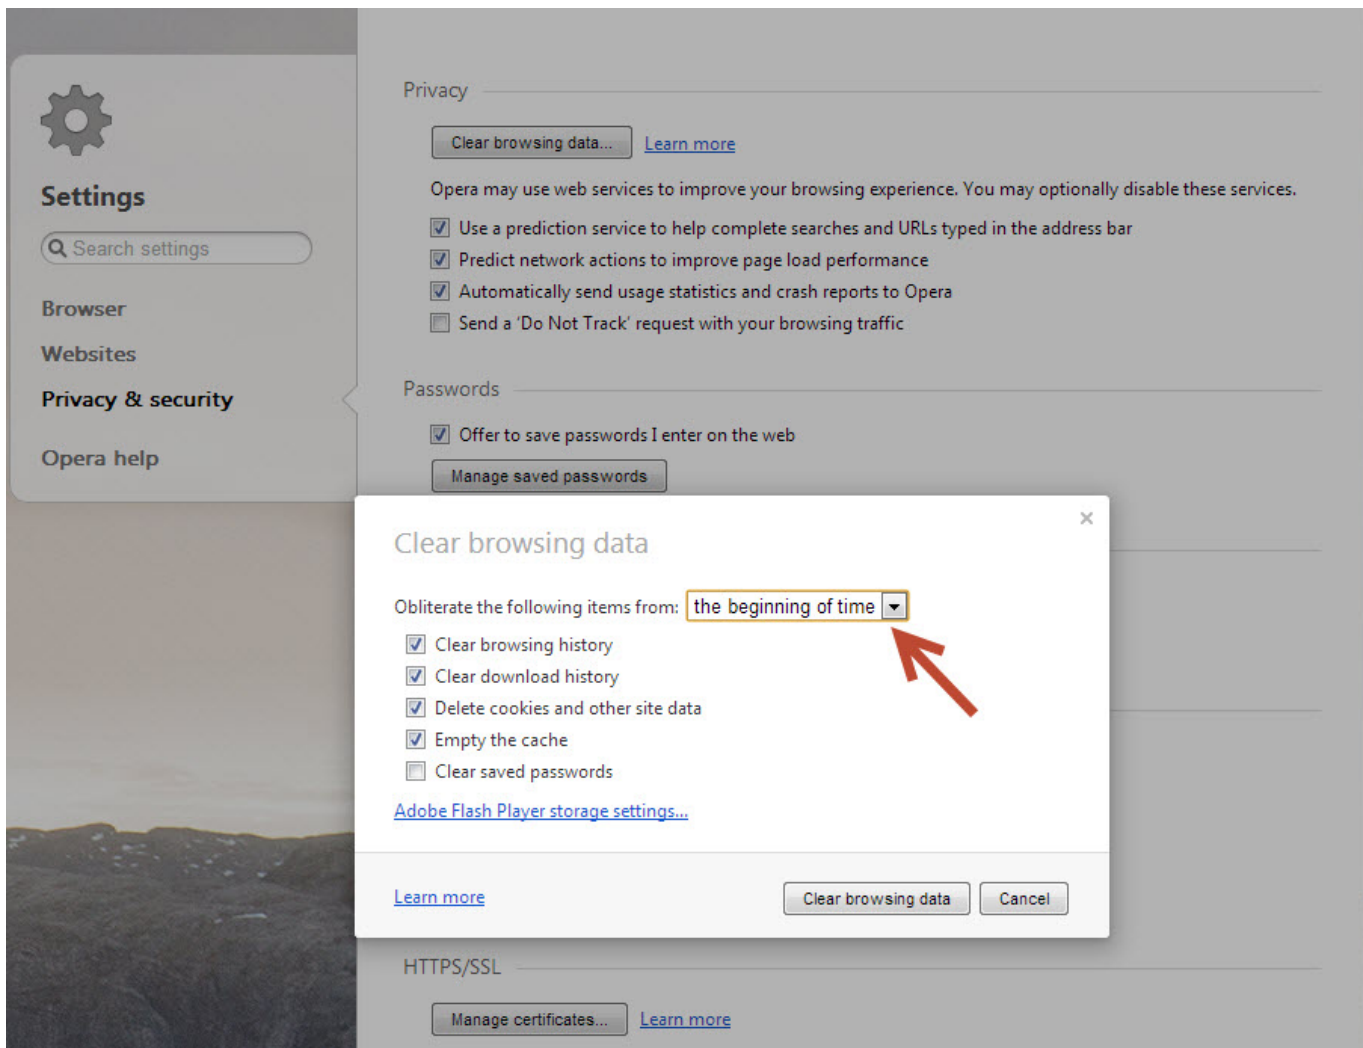 Settings
Search settings
Browser
Websites
Privacy & security
Opera help
Privacy
Clear browsing data... Learn more
Opera may use web services to improve your browsing experience. You may optionally disable these services.
Use a prediction service to help complete searches and URLs typed in the address bar
Predict network actions to improve page load performance
Automatically send usage statistics and crash reports to Opera
Send a 'Do Not Track' request with your browsing traffic
Passwords
Offer to save passwords I enter on the web
Manage saved passwords
Clear browsing data
Obliterate the following items from: the beginning of time
Clear browsing history
Clear download history
Delete cookies and other site data
Empty the cache
Clear saved passwords
Adobe Flash Player storage settings...
Learn more Clear browsing data Cancel
HTTPS/SSL
Manage certificates... Learn more